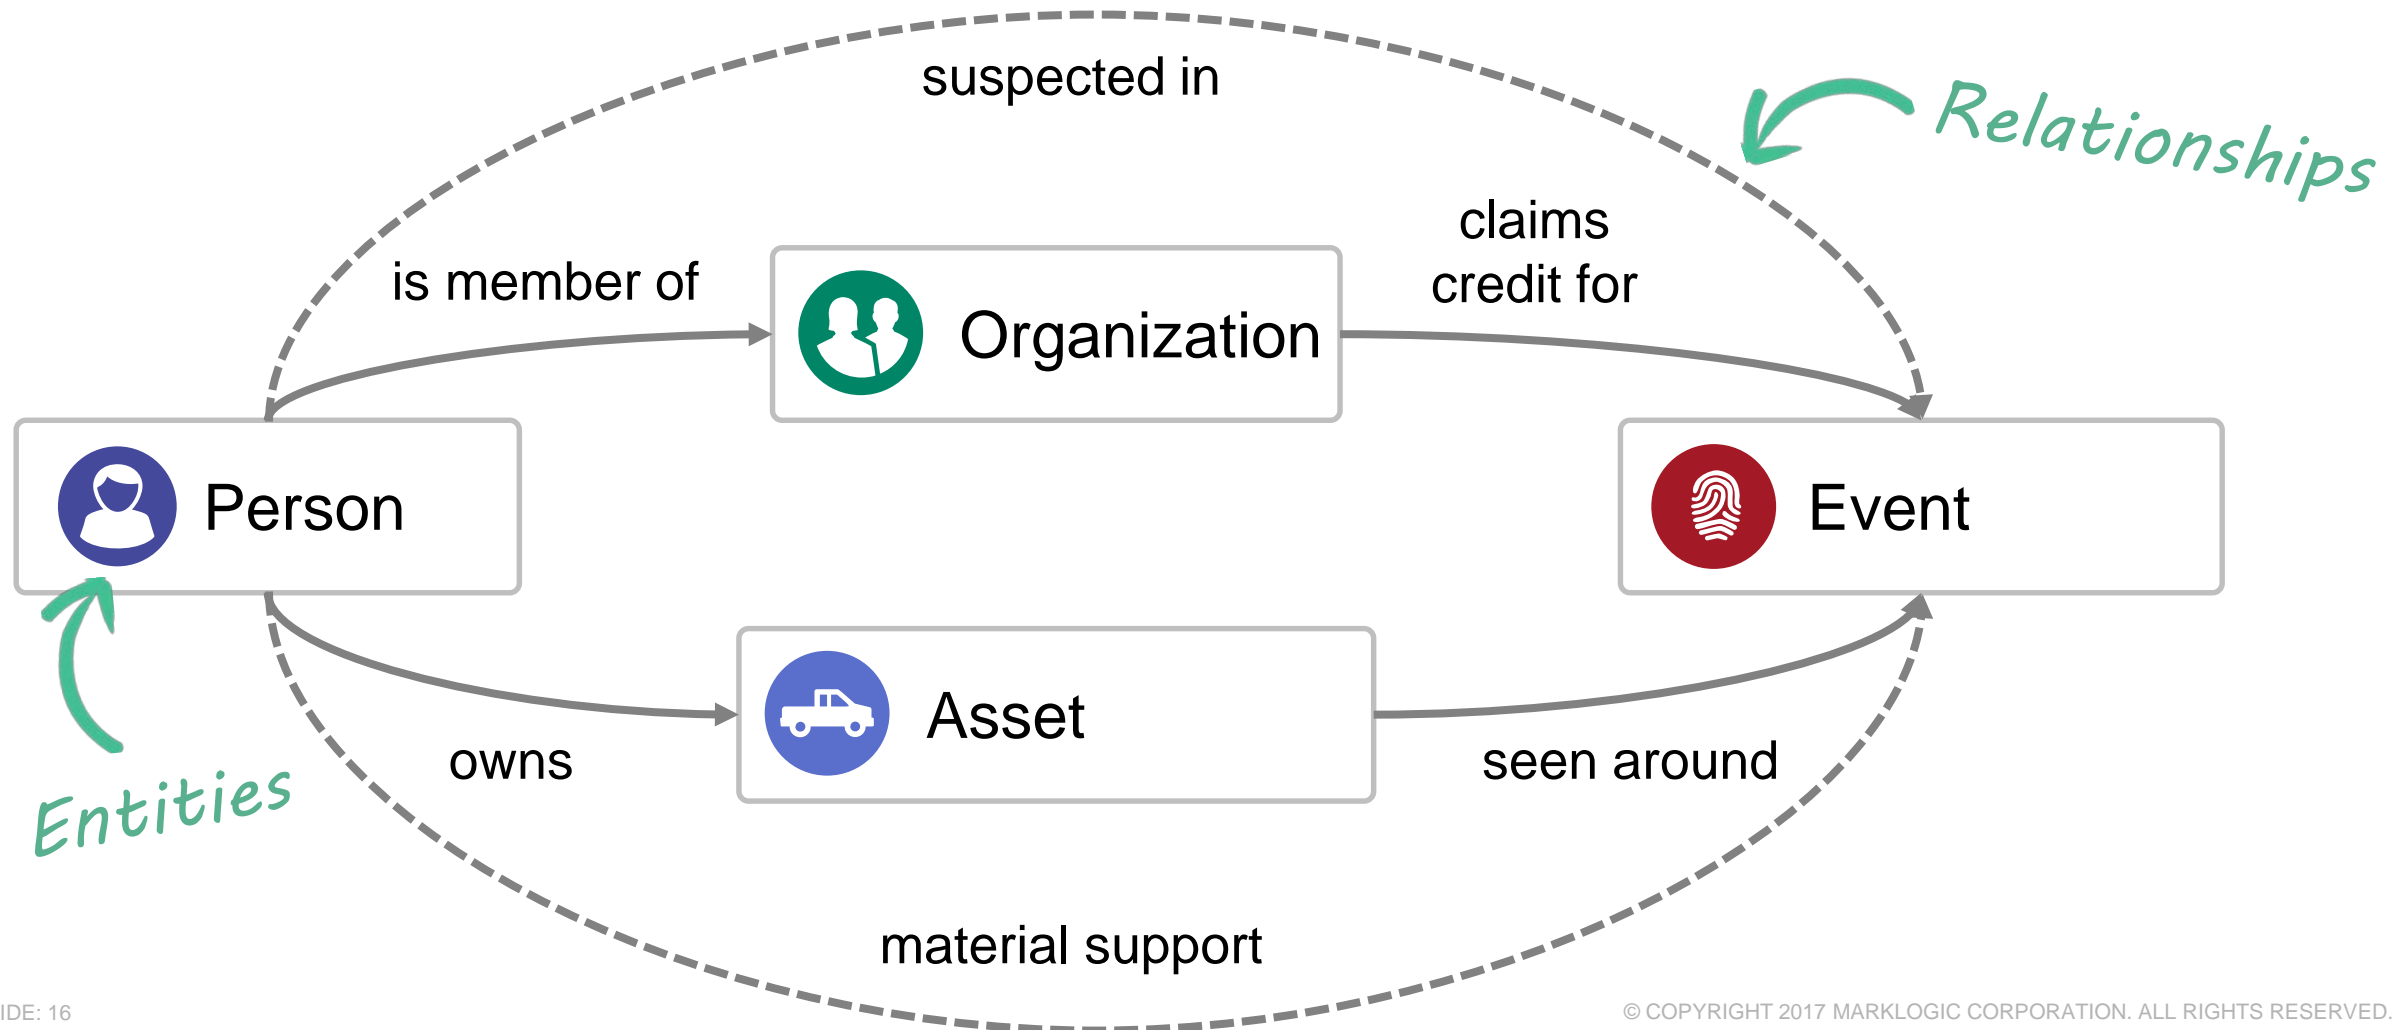 suspected in
Relationships
claims
credit for
is member of
Organization
Person
Event
Asset
owns
seen around
Entities
material support
IDE: 16
© COPYRIGHT 2017 MARKLOGIC CORPORATION. ALL RIGHTS RESERVED.